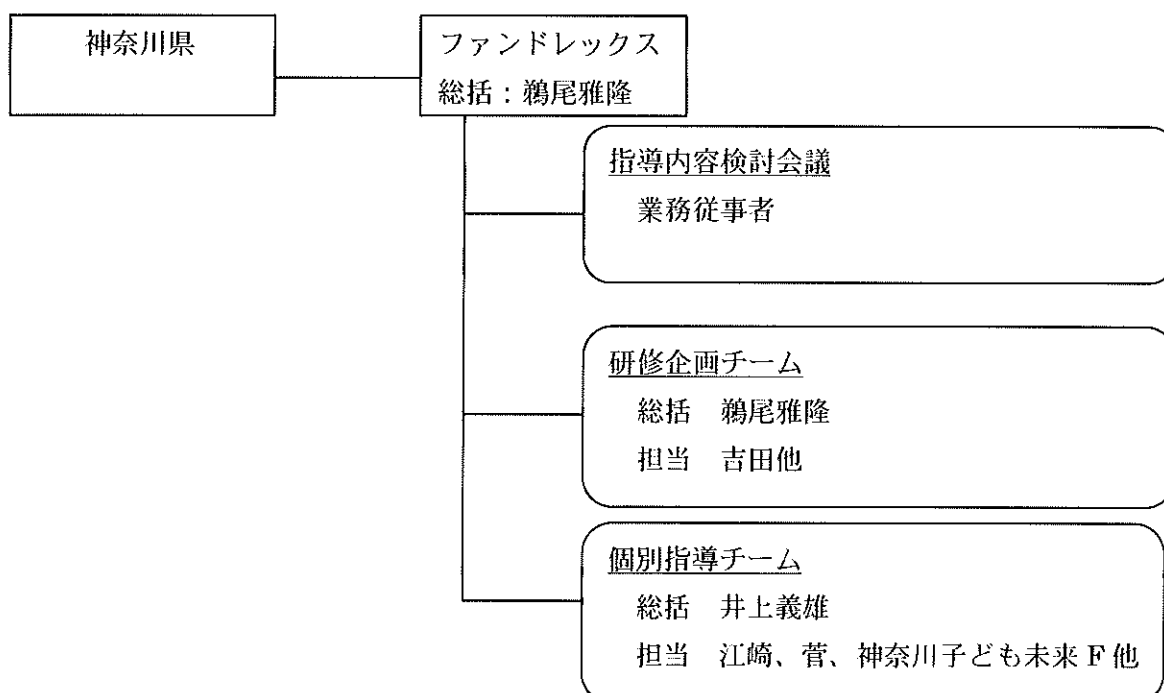 神奈川県
ファンドレックス
総括：鵜尾雅隆
指導内容検討会議
業務従事者
研修企画チーム
総括　鵜尾雅隆
担当　吉田他
個別指導チーム
総括　井上義雄
担当　江崎、菅、神奈川子ども未来 F 他